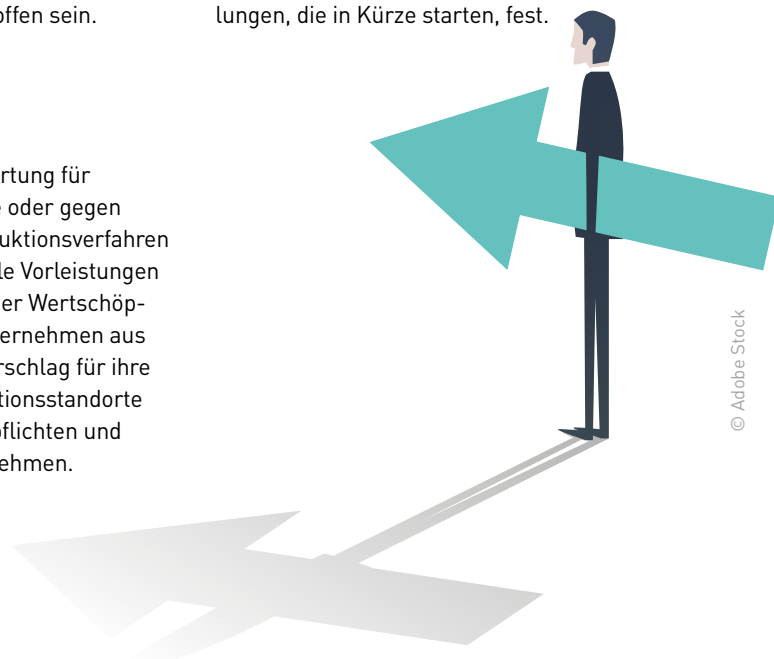 offen sein.
lungen, die in Kürze starten, fest.
rtung für
e oder gegen
uktionsverfahren
le Vorleistungen
er Wertschöp-
ernehmen aus
rschlag für ihre
tionsstandorte
pflichten und
ehmen.
© Adobe Stock